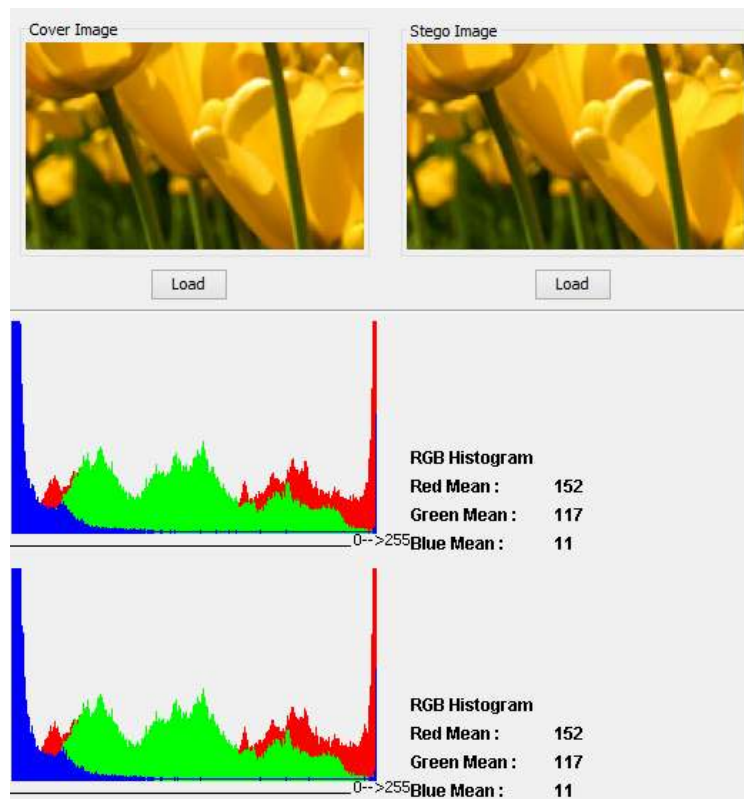 Cover Image
Stego Image
Load
Load
RGB Histogram
Red Mean : 152
Green Mean : 117
0-->255
Blue Mean : 11
RGB Histogram
Red Mean : 152
Green Mean : 117
0-->255
Blue Mean : 11